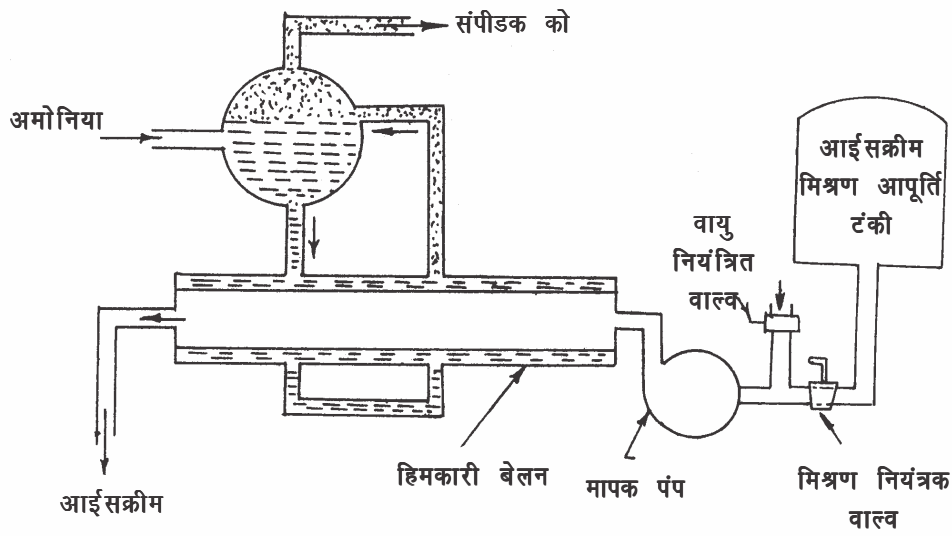 संपीडक को
अमोनिया
आईसक्रीम
मिश्रण आपूर्ति
टंकी
वायु
नियंत्रित
वाल्व
हिमकारी बेलन
मापक पंप
मिश्रण नियंत्रक
वाल्व
आईसक्रीम